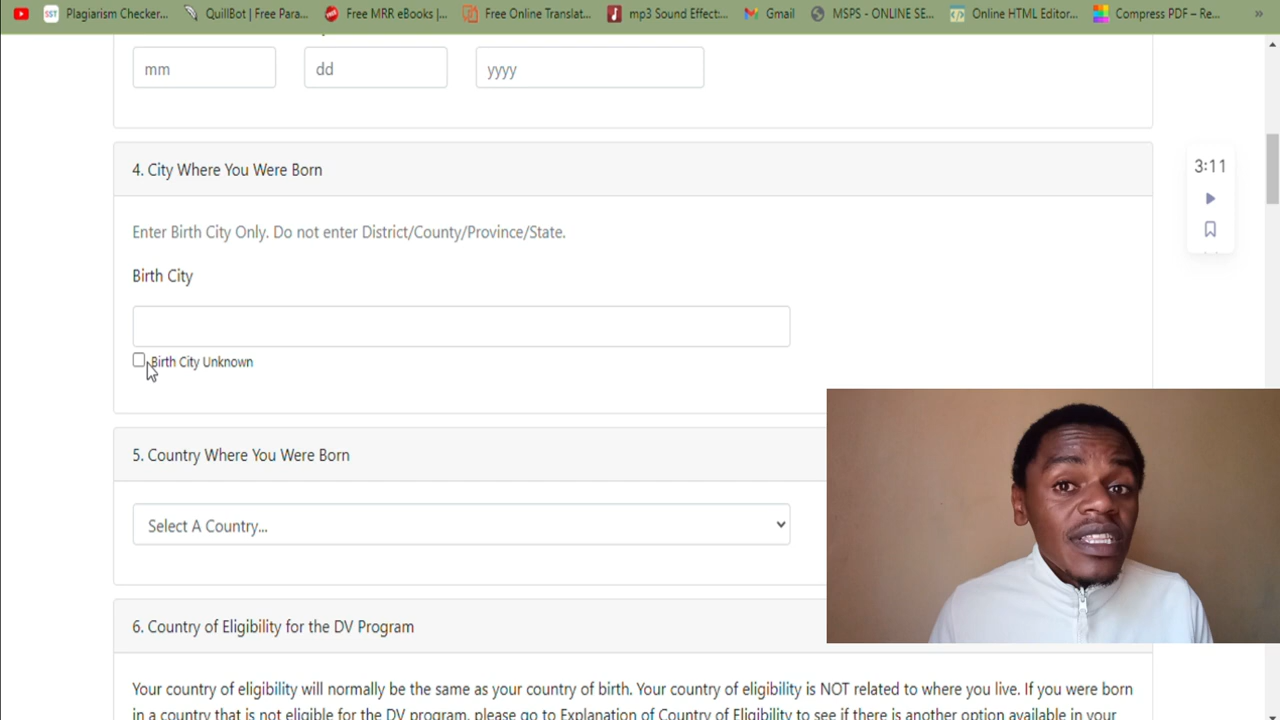 Plagiarism Checker... QuillBot | Free Para... Free MRR eBooks |... Free Online Translat... mp3 Sound Effect:... Gmail MSPS - ONLINE SE... Online HTML Editor... Compress PDF – Re... »
mm dd yyyy
4. City Where You Were Born
3:11
Enter Birth City Only. Do not enter District/County/Province/State.
Birth City
Birth City Unknown
5. Country Where You Were Born
Select A Country...
6. Country of Eligibility for the DV Program
Your country of eligibility will normally be the same as your country of birth. Your country of eligibility is NOT related to where you live. If you were born
in a country that is not eligible for the DV program, please go to Explanation of Country of Eligibility to see if there is another option available in your